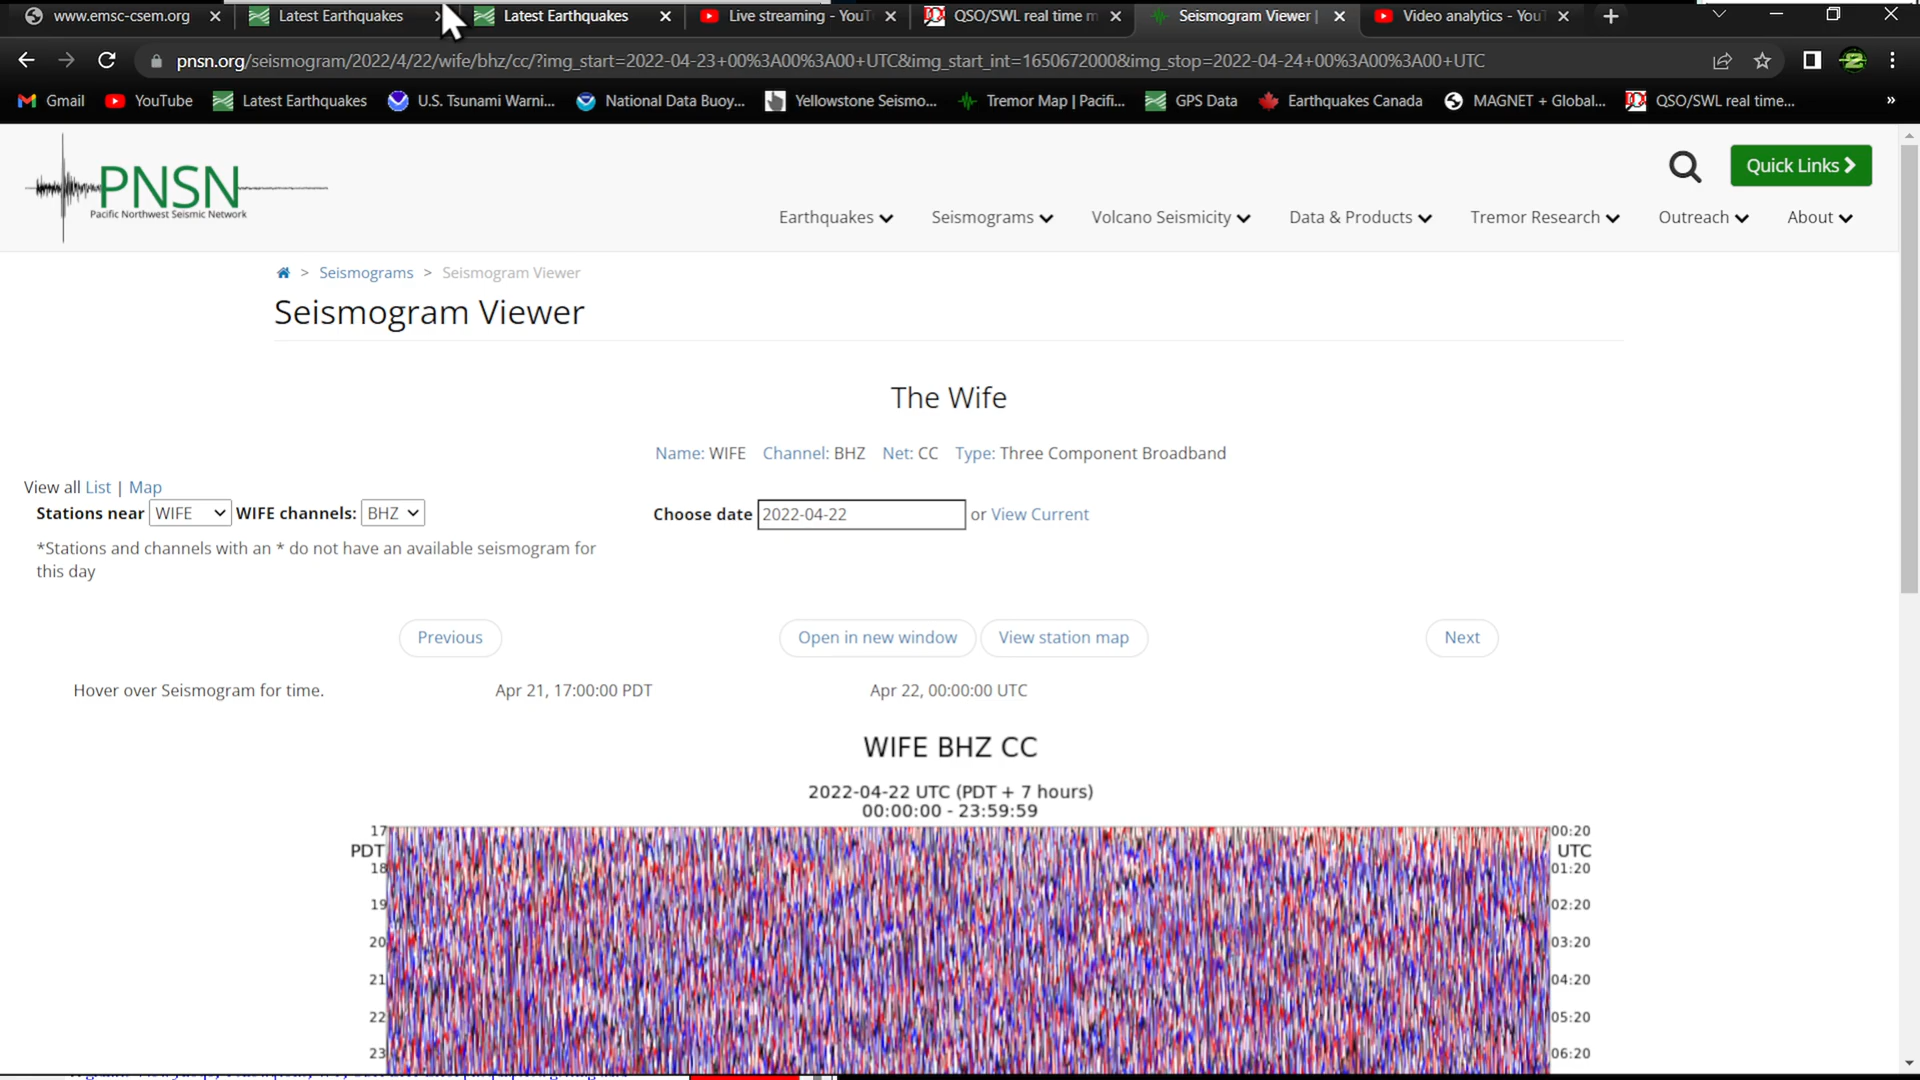 www.emsc-csem.org
Latest Earthquakes
Latest Earthquakes
Live streaming - YouT
QSO/SWL real time m
Seismogram Viewer |
Video analytics - YouT
pnsn.org/seismogram/2022/4/22/wife/bhz/cc/?img_start=2022-04-23+00%3A00%3A00+UTC&img_start_int=1650672000&img_stop=2022-04-24+00%3A00%3A00+UTC
Gmail YouTube Latest Earthquakes U.S. Tsunami Warni... National Data Buoy... Yellowstone Seismo... Tremor Map | Pacifi... GPS Data Earthquakes Canada MAGNET + Global... QSO/SWL real time... »
PNSN
Pacific Northwest Seismic Network
Quick Links
Earthquakes Seismograms Volcano Seismicity Data & Products Tremor Research Outreach About
> Seismograms > Seismogram Viewer
Seismogram Viewer
The Wife
Name: WIFE Channel: BHZ Net: CC Type: Three Component Broadband
View all List | Map
Stations near WIFE WIFE channels: BHZ
Choose date 2022-04-22 or View Current
*Stations and channels with an * do not have an available seismogram for
this day
Previous Open in new window View station map Next
Hover over Seismogram for time. Apr 21, 17:00:00 PDT Apr 22, 00:00:00 UTC
WIFE BHZ CC
2022-04-22 UTC (PDT + 7 hours)
00:00:00 - 23:59:59
17 00:20
PDT UTC
18 01:20
19 02:20
20 03:20
21 04:20
22 05:20
23 06:20